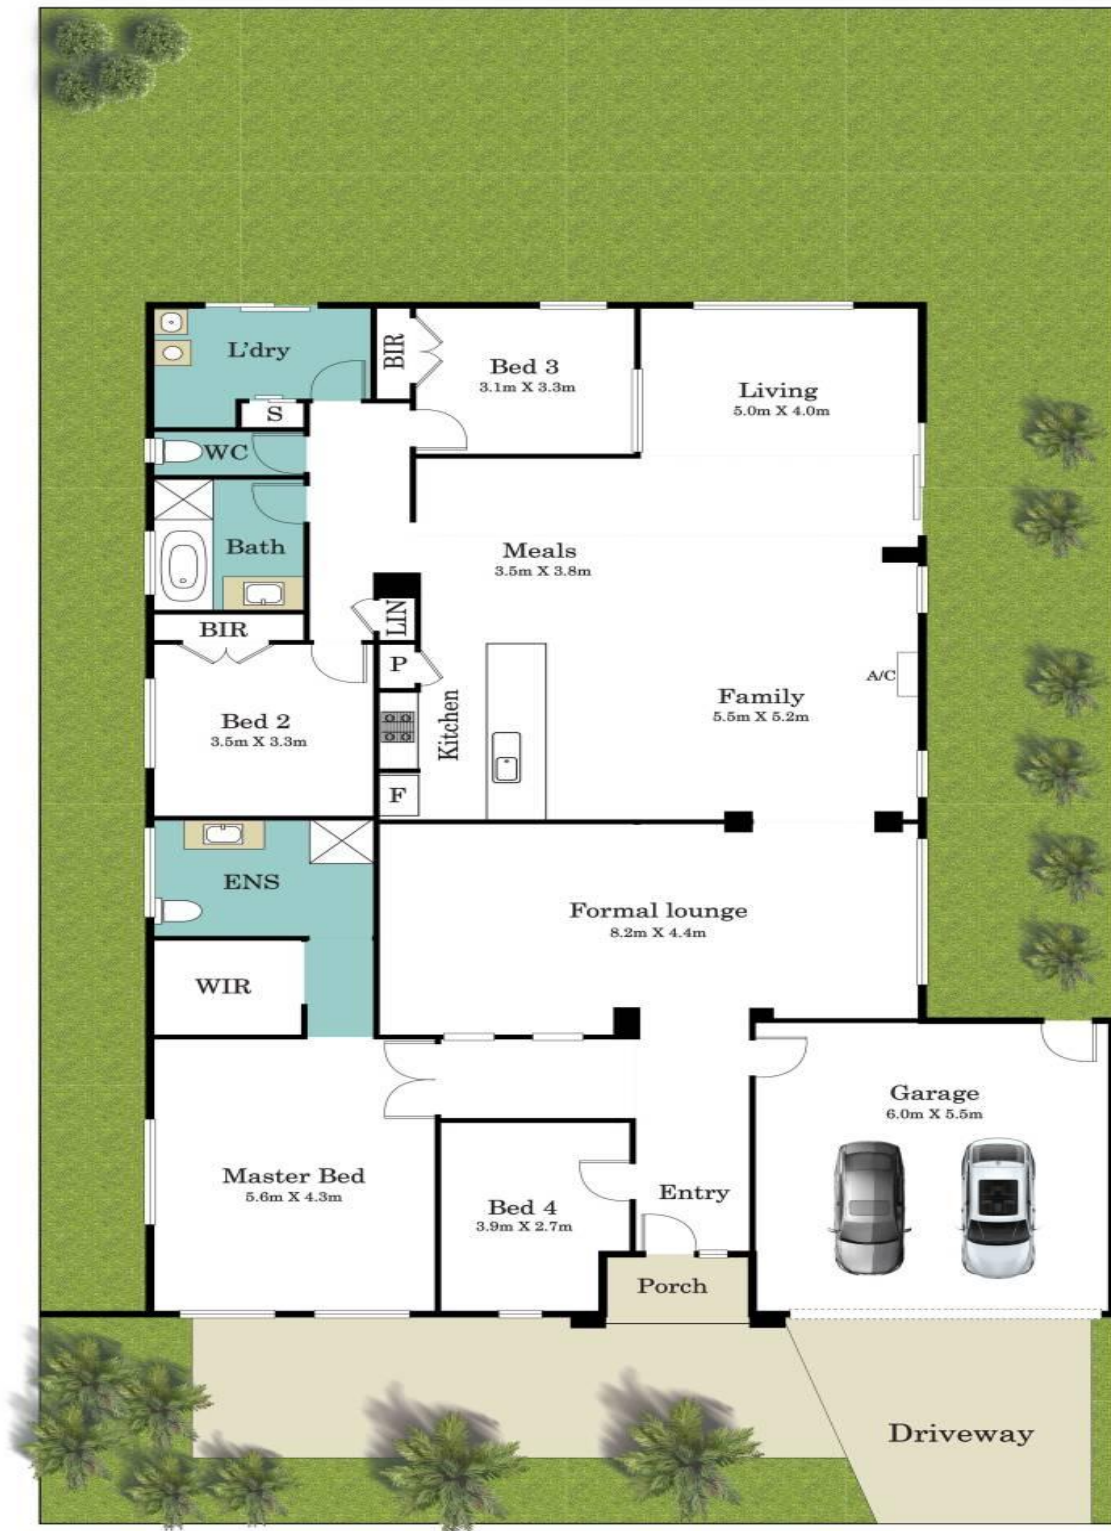 L'dry
BIR
Bed 3
3.1m X 3.3m
Living
5.0m X 4.0m
S
WC
Bath
Meals
3.5m X 3.8m
BIR
LIN
P
A/C
Bed 2
3.5m X 3.3m
Kitchen
Family
5.5m X 5.2m
F
ENS
Formal lounge
8.2m X 4.4m
WIR
Garage
6.0m X 5.5m
Master Bed
5.6m X 4.3m
Bed 4
3.9m X 2.7m
Entry
Porch
Driveway